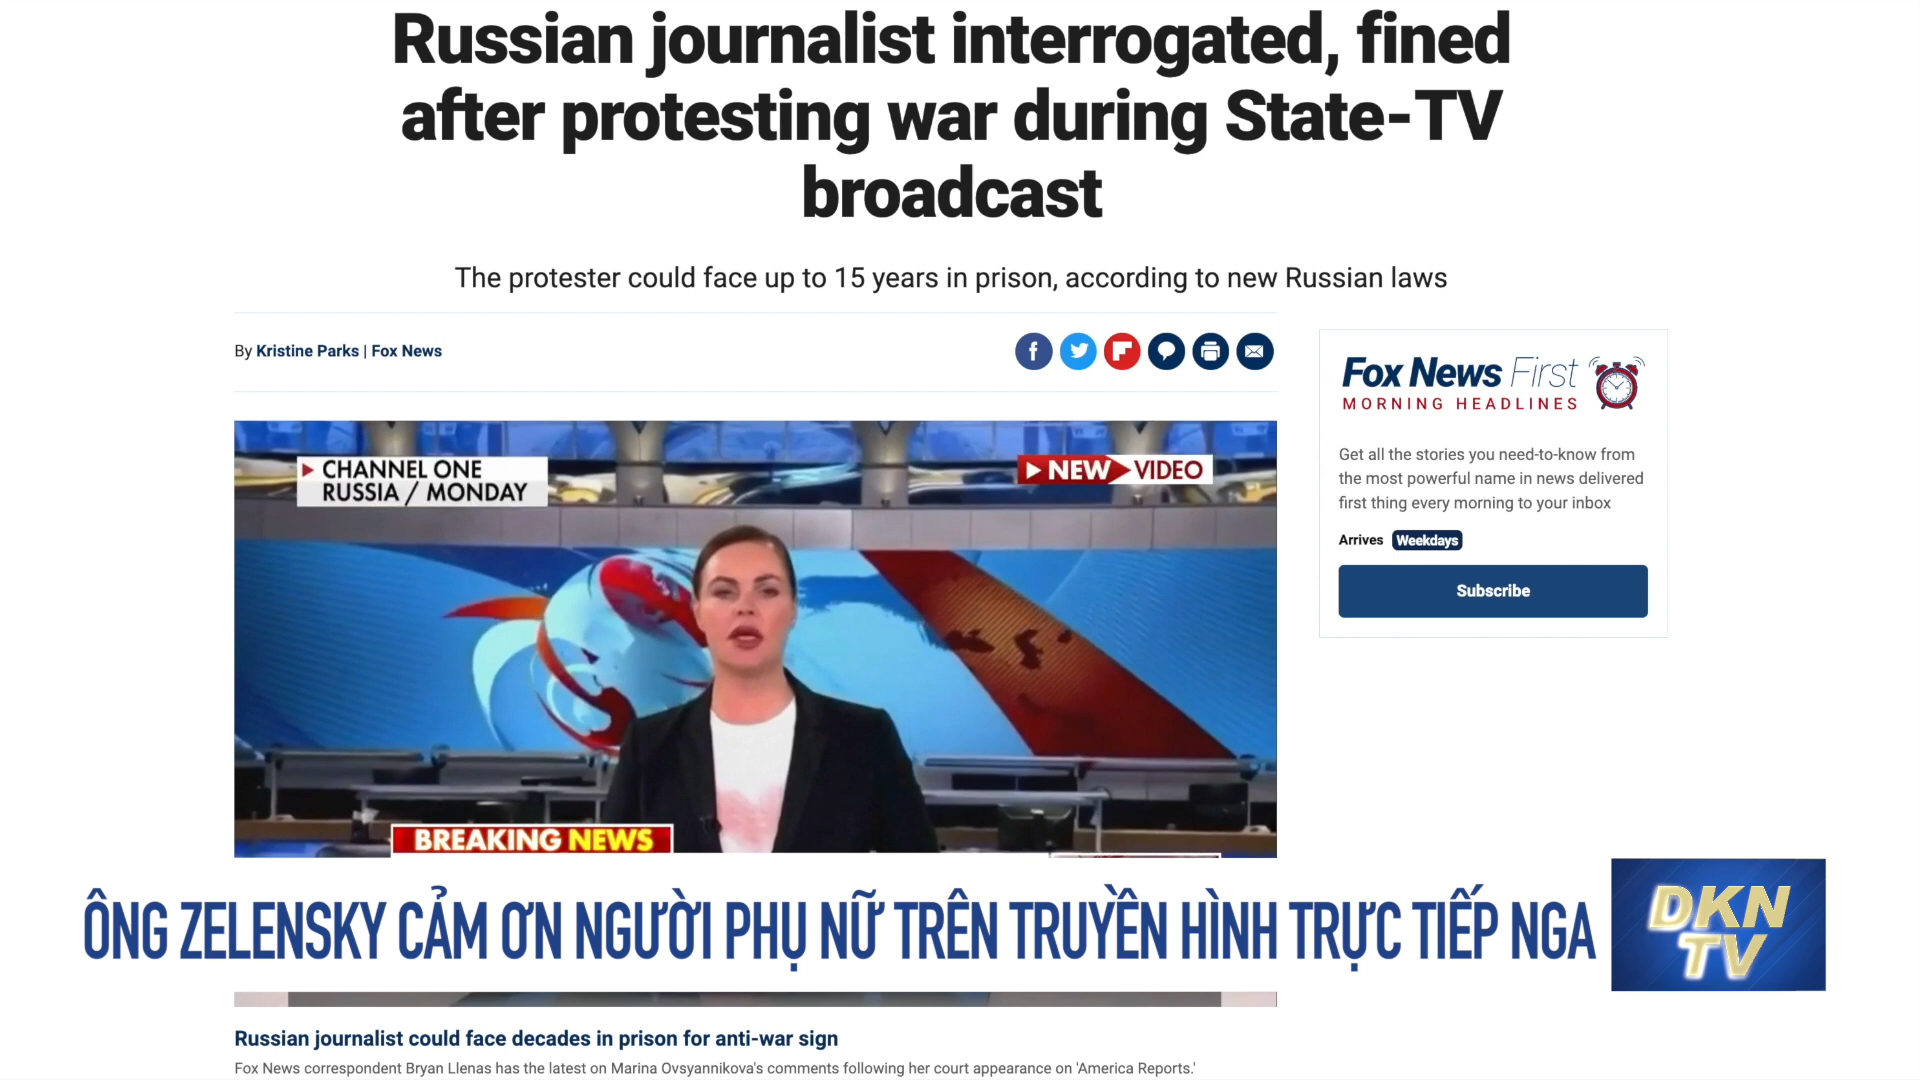 Russian journalist interrogated, fined
after protesting war during State-TV
broadcast
The protester could face up to 15 years in prison, according to new Russian laws
By Kristine Parks | Fox News
Fox News First
MORNING HEADLINES
Get all the stories you need-to-know from
the most powerful name in news delivered
first thing every morning to your inbox
Arrives Weekdays
Subscribe
CHANNEL ONE
RUSSIA / MONDAY
NEW VIDEO
BREAKING NEWS
ÔNG ZELENSKY CẢM ƠN NGƯỜI PHỤ NỮ TRÊN TRUYỀN HÌNH TRỰC TIẾP NGA
DKN
TV
Russian journalist could face decades in prison for anti-war sign
Fox News correspondent Bryan Llenas has the latest on Marina Ovsyannikova's comments following her court appearance on 'America Reports.'